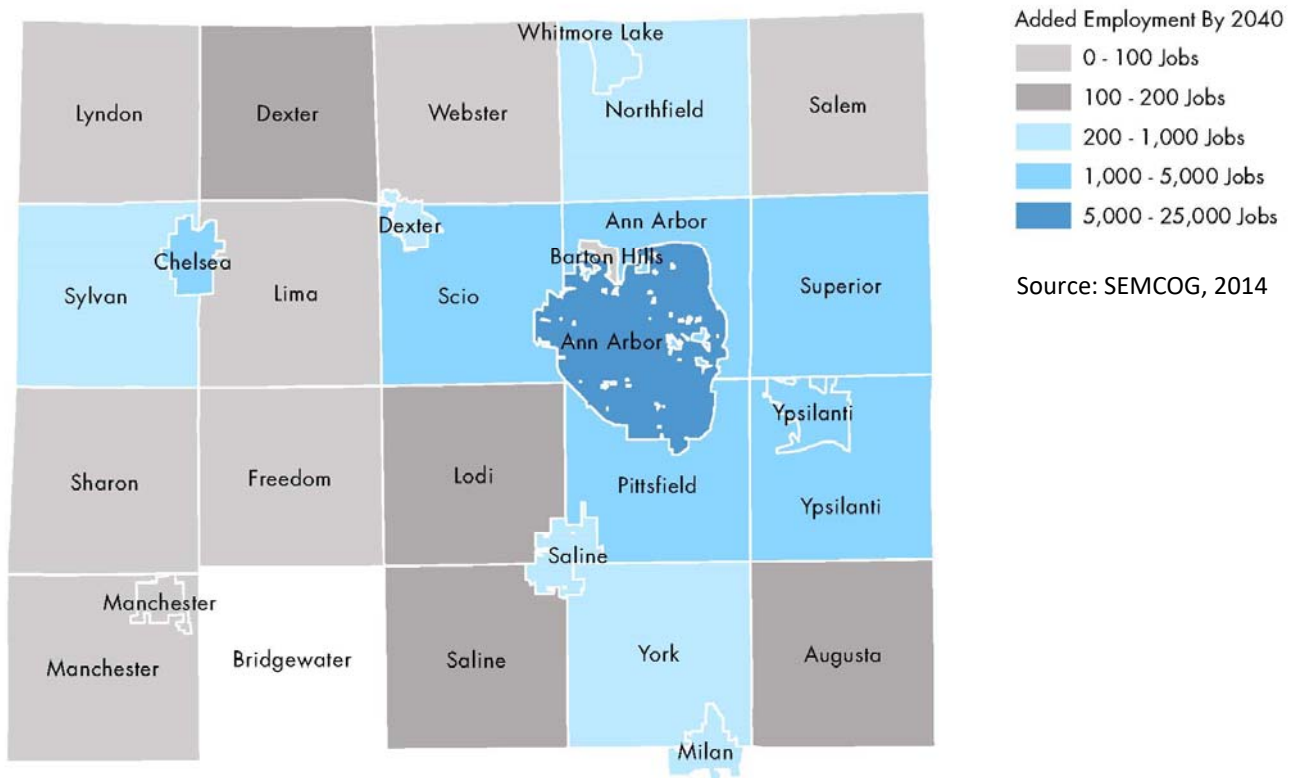 Whitmore Lake
Lyndon
Dexter
Webster
Northfield
Salem
Dexter
Chelsea
Sylvan
Lima
Scio
Ann Arbor
Barton Hills
Ann Arbor
Superior
Ypsilanti
Sharon
Freedom
Lodi
Pittsfield
Ypsilanti
Saline
Manchester
Manchester
Bridgewater
Saline
York
Augusta
Milan
Added Employment By 2040
0 - 100 Jobs
100 - 200 Jobs
200 - 1,000 Jobs
1,000 - 5,000 Jobs
5,000 - 25,000 Jobs
Source: SEMCOG, 2014